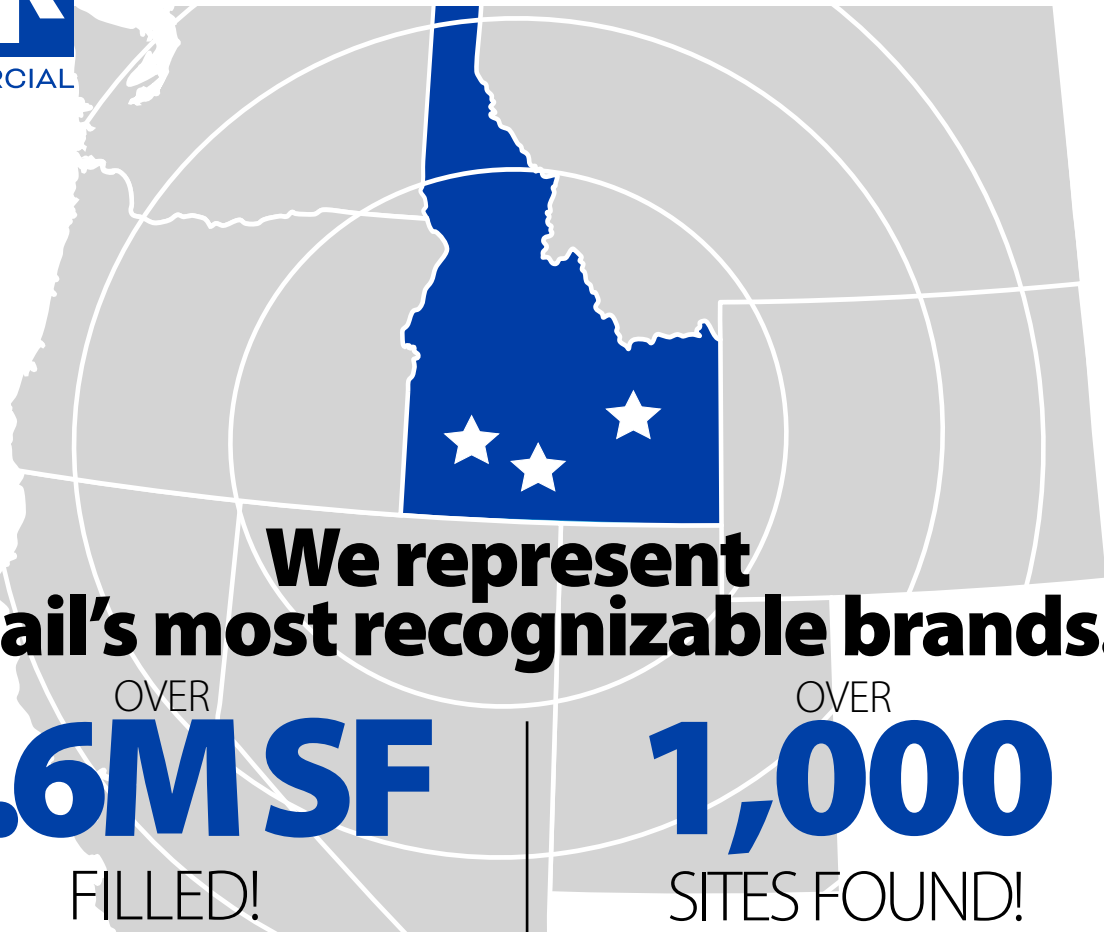 RCIAL
We represent
ail's most recognizable brands.
OVER
.6M SF
FILLED!
OVER
1,000
SITES FOUND!